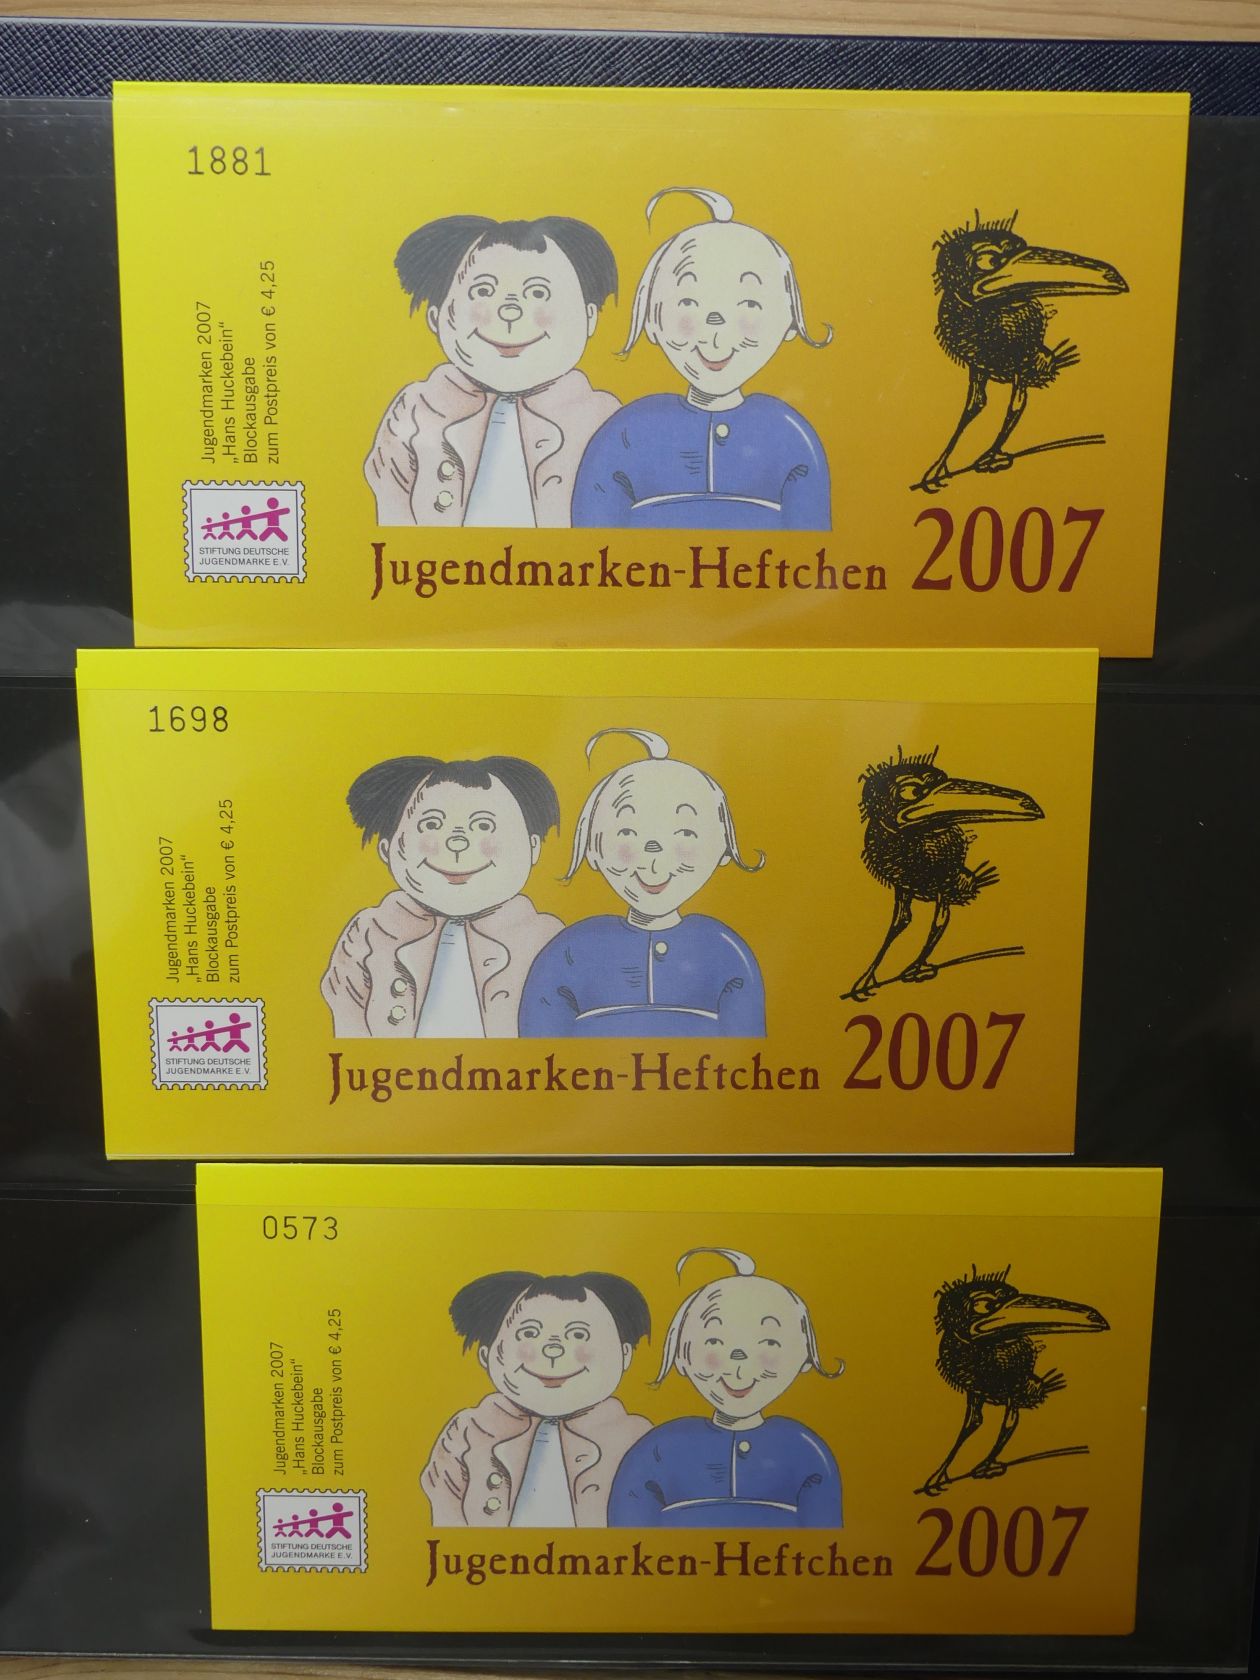 1881
Jugendmarken 2007
„Hans Huckebein“
Blockausgabe
zum Postpreis von € 4,25
STIFTUNG DEUTSCHE
JUGENDMARKE E.V.
Jugendmarken-Heftchen 2007
1698
Jugendmarken 2007
„Hans Huckebein“
Blockausgabe
zum Postpreis von € 4,25
STIFTUNG DEUTSCHE
JUGENDMARKE E.V.
Jugendmarken-Heftchen 2007
0573
Jugendmarken 2007
„Hans Huckebein“
Blockausgabe
zum Postpreis von € 4,25
STIFTUNG DEUTSCHE
JUGENDMARKE E.V.
Jugendmarken-Heftchen 2007